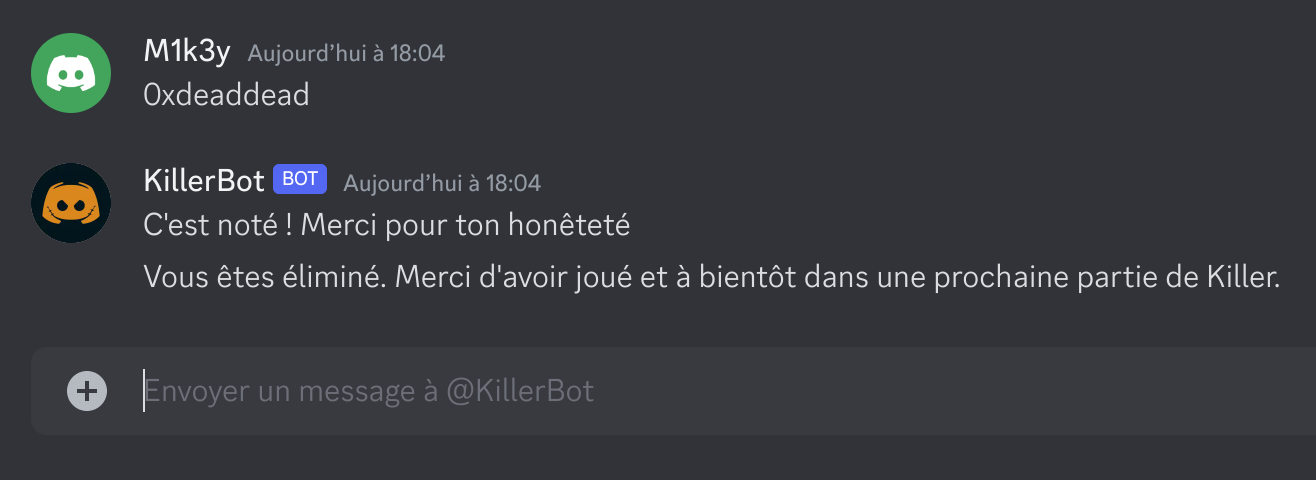 M1k3y Aujourd’hui à 18:04
0xdeaddead
KillerBot BOT Aujourd’hui à 18:04
C'est noté ! Merci pour ton honêteté
Vous êtes éliminé. Merci d'avoir joué et à bientôt dans une prochaine partie de Killer.
Envoyer un message à @KillerBot